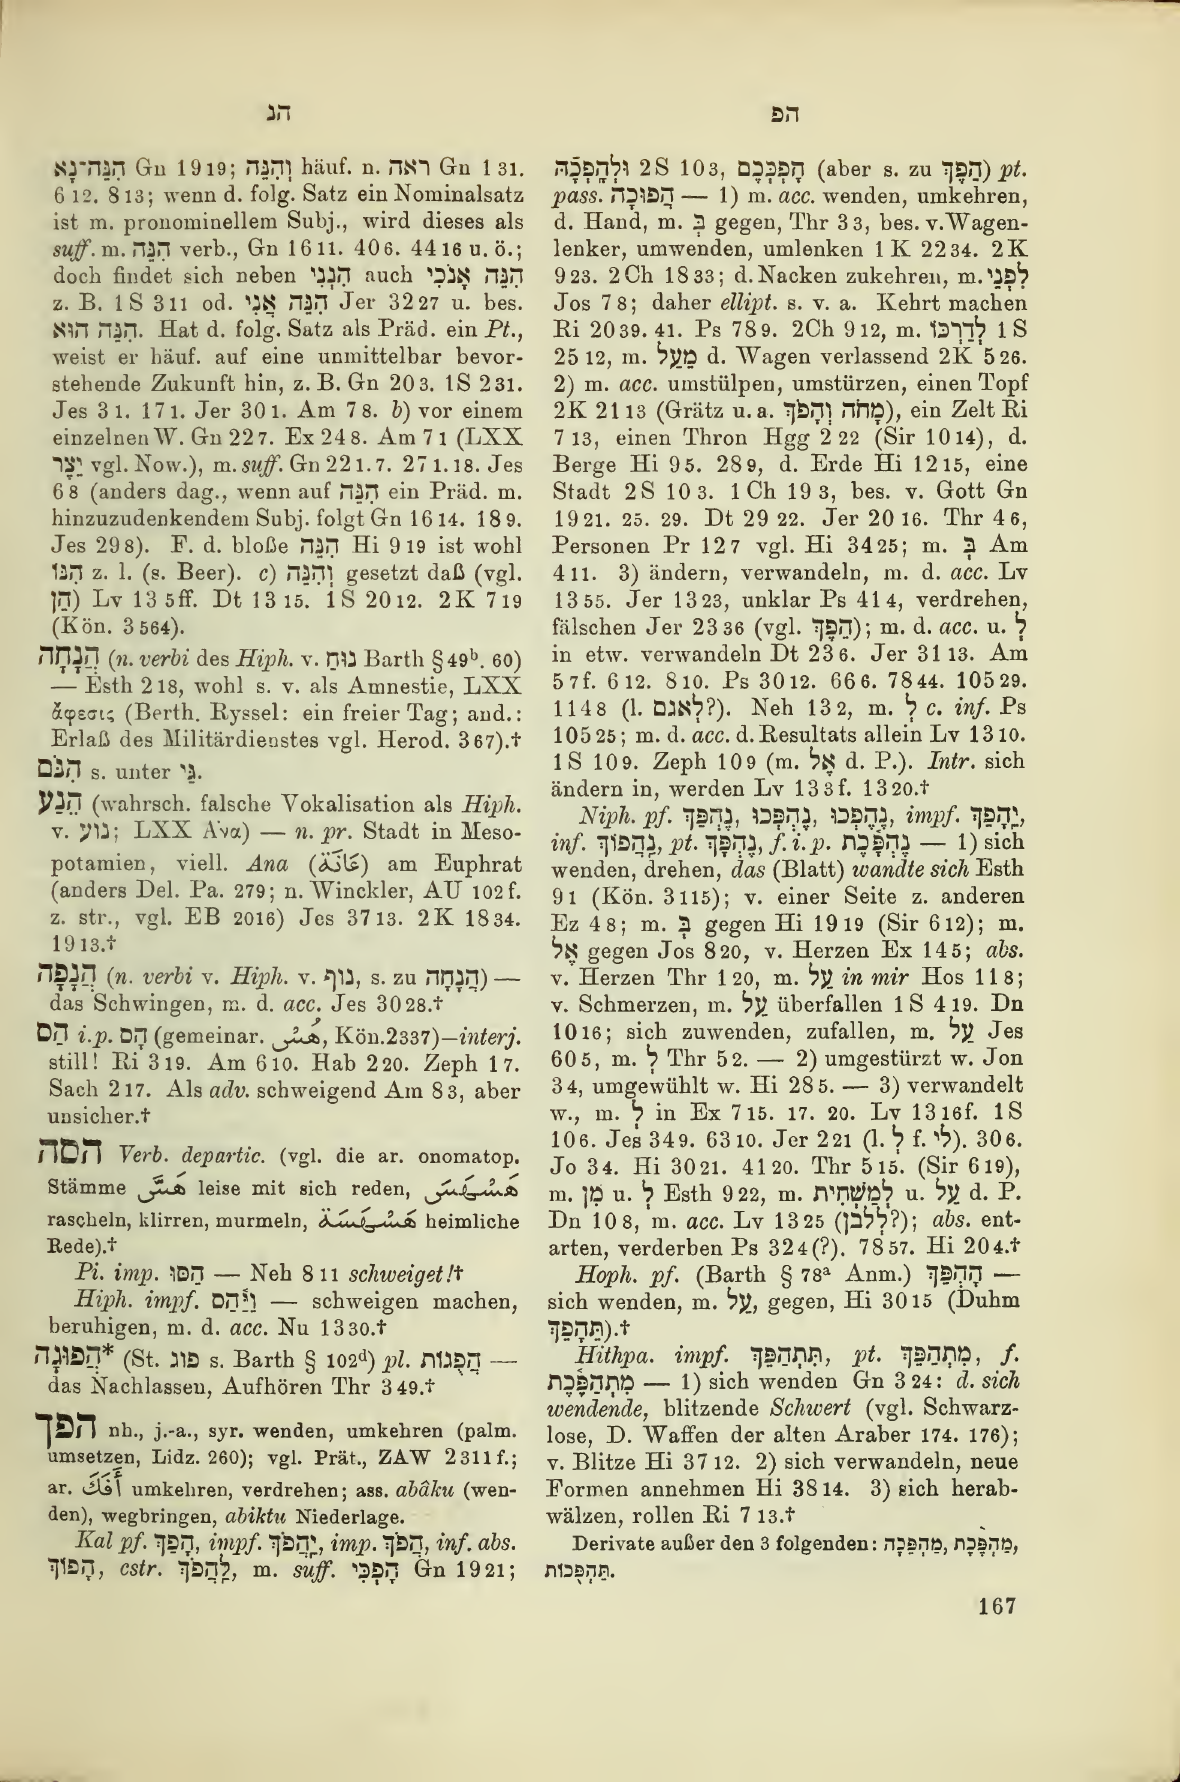 הנ
הפ
הִנֵּה־נָא Gn 19 19; וְהִנֵּה häuf. n. ראה Gn 1 31.
6 12. 8 13; wenn d. folg. Satz ein Nominalsatz
ist m. pronominellem Subj., wird dieses als
suff. m. הִנֵּה verb., Gn 16 11. 40 6. 44 16 u. ö.;
doch findet sich neben הִנְנִי auch הִנֵּה אָנֹכִי
z. B. 1 S 3 11 od. הִנֵּה אֲנִי Jer 32 27 u. bes.
הִנֵּה הוּא. Hat d. folg. Satz als Präd. ein Pt.,
weist er häuf. auf eine unmittelbar bevor-
stehende Zukunft hin, z. B. Gn 20 3. 1S 23 1.
Jes 3 1. 17 1. Jer 30 1. Am 7 8. b) vor einem
einzelnen W. Gn 22 7. Ex 24 8. Am 7 1 (LXX
יֵצֶר vgl. Now.), m. suff. Gn 22 1. 7. 27 1. 18. Jes
6 8 (anders dag., wenn auf הִנֵּה ein Präd. m.
hinzuzudenkendem Subj. folgt Gn 16 14. 18 9.
Jes 29 8). F. d. bloße הִנֵּה Hi 9 19 ist wohl
הִנּוֹ z. l. (s. Beer). c) וְהִנֵּה gesetzt daß (vgl.
הֵן) Lv 13 5ff. Dt 13 15. 1 S 20 12. 2K 7 19
(Kön. 3 564).
הֲנָחָה (n. verbi des Hiph. v. נוּחַ Barth § 49ᵇ. 60)
— Esth 2 18, wohl s. v. als Amnestie, LXX
ἄφεσις (Berth. Ryssel: ein freier Tag; and.:
Erlaß des Militärdienstes vgl. Herod. 3 67).†
הִנֹּם s. unter גַּי.
הֵנַע (wahrsch. falsche Vokalisation als Hiph.
v. נוע; LXX Ἀνα) — n. pr. Stadt in Meso-
potamien, viell. Ana (عَانَة) am Euphrat
(anders Del. Pa. 279; n. Winckler, AU 102 f.
z. str., vgl. EB 2016) Jes 37 13. 2K 18 34.
19 13.†
הֲנָפָה (n. verbi v. Hiph. v. נוף, s. zu הֲנָחָה) —
das Schwingen, m. d. acc. Jes 30 28.†
הַס i. p. הָס (gemeinar. هُسْ, Kön. 2 337) — interj.
still! Ri 3 19. Am 6 10. Hab 2 20. Zeph 1 7.
Sach 2 17. Als adv. schweigend Am 8 3, aber
unsicher.†
הסה Verb. departic. (vgl. die ar. onomatop.
Stämme هَسَّ leise mit sich reden, هَسْهَسَ
rascheln, klirren, murmeln, هَسْهَسَة heimliche
Rede).†
Pi. imp. הַסּוּ — Neh 8 11 schweiget!†
Hiph. impf. וַיַּהַס — schweigen machen,
beruhigen, m. d. acc. Nu 13 30.†
הֲפוּגָה* (St. פוג s. Barth § 102ᵈ) pl. הֲפֻגוֹת —
das Nachlassen, Aufhören Thr 3 49.†
הפך nh., j.-a., syr. wenden, umkehren (palm.
umsetzen, Lidz. 260); vgl. Prät., ZAW 2 311 f.;
ar. أَفَكَ umkehren, verdrehen; ass. abâku (wen-
den), wegbringen, abiktu Niederlage.
Kal pf. הָפַךְ, impf. יַהֲפֹךְ, imp. הֲפֹךְ, inf. abs.
הָפוֹךְ, cstr. לַהֲפֹךְ, m. suff. הָפְכִּי Gn 19 21;
וּלְהָפְכָהּ 2S 10 3, הָפְכְּכֶם (aber s. zu הֵפֶךְ) pt.
pass. הֲפוּכָה — 1) m. acc. wenden, umkehren,
d. Hand, m. בְּ gegen, Thr 3 3, bes. v. Wagen-
lenker, umwenden, umlenken 1 K 22 34. 2 K
9 23. 2 Ch 18 33; d. Nacken zukehren, m. לִפְנֵי
Jos 7 8; daher ellipt. s. v. a. Kehrt machen
Ri 20 39. 41. Ps 78 9. 2Ch 9 12, m. לְדַרְכּוֹ 1 S
25 12, m. מֵעַל d. Wagen verlassend 2K 5 26.
2) m. acc. umstülpen, umstürzen, einen Topf
2K 21 13 (Grätz u. a. מָחֹה וְהָפֹךְ), ein Zelt Ri
7 13, einen Thron Hgg 2 22 (Sir 10 14), d.
Berge Hi 9 5. 28 9, d. Erde Hi 12 15, eine
Stadt 2S 10 3. 1 Ch 19 3, bes. v. Gott Gn
19 21. 25. 29. Dt 29 22. Jer 20 16. Thr 4 6,
Personen Pr 12 7 vgl. Hi 34 25; m. בְּ Am
4 11. 3) ändern, verwandeln, m. d. acc. Lv
13 55. Jer 13 23, unklar Ps 41 4, verdrehen,
fälschen Jer 23 36 (vgl. הֵפֶךְ); m. d. acc. u. לְ
in etw. verwandeln Dt 23 6. Jer 31 13. Am
5 7f. 6 12. 8 10. Ps 30 12. 66 6. 78 44. 105 29.
114 8 (l. לאגם?). Neh 13 2, m. לְ c. inf. Ps
105 25; m. d. acc. d. Resultats allein Lv 13 10.
1 S 10 9. Zeph 10 9 (m. אֶל d. P.). Intr. sich
ändern in, werden Lv 13 3 f. 13 20.†
Niph. pf. נֶהְפַּךְ, נֶהְפְּכוּ, נֶהֶפְכוּ, impf. יֵהָפֵךְ,
inf. נַהֲפוֹךְ, pt. נֶהְפָּךְ, f. i. p. נֶהְפָּכֶת — 1) sich
wenden, drehen, das (Blatt) wandte sich Esth
9 1 (Kön. 3 115); v. einer Seite z. anderen
Ez 4 8; m. בְּ gegen Hi 19 19 (Sir 6 12); m.
אֶל gegen Jos 8 20, v. Herzen Ex 14 5; abs.
v. Herzen Thr 1 20, m. עַל in mir Hos 11 8;
v. Schmerzen, m. עַל überfallen 1 S 4 19. Dn
10 16; sich zuwenden, zufallen, m. עַל Jes
60 5, m. לְ Thr 5 2. — 2) umgestürzt w. Jon
3 4, umgewühlt w. Hi 28 5. — 3) verwandelt
w., m. לְ in Ex 7 15. 17. 20. Lv 13 16f. 1 S
10 6. Jes 34 9. 63 10. Jer 2 21 (l. לְ f. לִי). 30 6.
Jo 3 4. Hi 30 21. 41 20. Thr 5 15. (Sir 6 19),
m. מִן u. לְ Esth 9 22, m. לְמַשְׁחִית u. עַל d. P.
Dn 10 8, m. acc. Lv 13 25 (לְלָבָן?); abs. ent-
arten, verderben Ps 32 4 (?). 78 57. Hi 20 4.†
Hoph. pf. (Barth § 78ᵃ Anm.) הָהְפַּךְ —
sich wenden, m. עַל, gegen, Hi 30 15 (Duhm
תֵּהָפֵךְ).†
Hithpa. impf. תִּתְהַפֵּךְ, pt. מִתְהַפֵּךְ, f.
מִתְהַפֶּכֶת — 1) sich wenden Gn 3 24: d. sich
wendende, blitzende Schwert (vgl. Schwarz-
lose, D. Waffen der alten Araber 174. 176);
v. Blitze Hi 37 12. 2) sich verwandeln, neue
Formen annehmen Hi 38 14. 3) sich herab-
wälzen, rollen Ri 7 13.†
Derivate außer den 3 folgenden: מַהְפֵּכָה, מַהְפֶּכֶת,
תַּהְפֻּכוֹת.
167